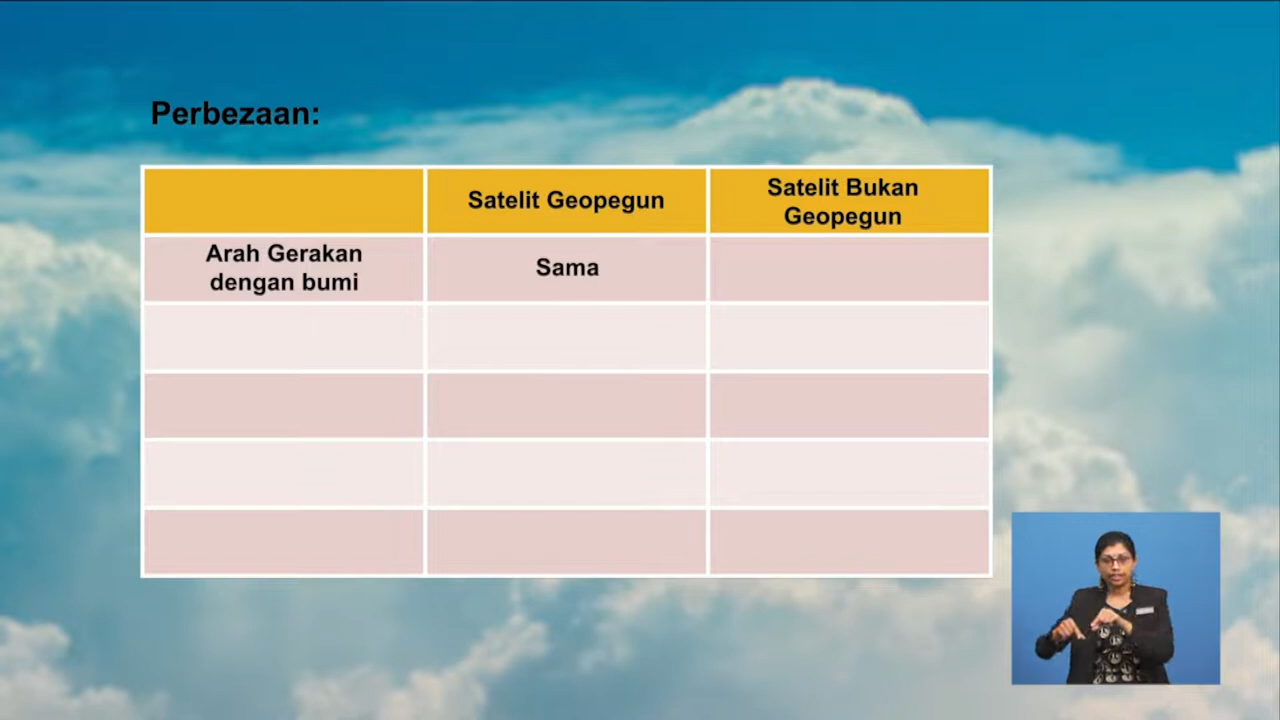 Perbezaan:
Satelit Geopegun
Satelit Bukan
Geopegun
Arah Gerakan
dengan bumi
Sama